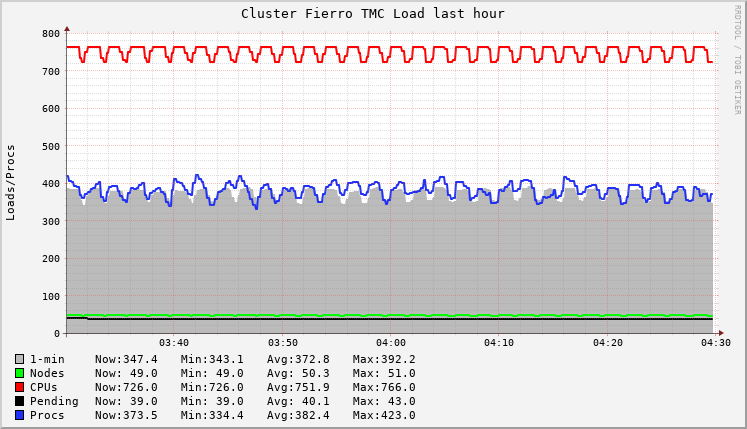 Cluster Fierro TMC Load last hour
RRDTOOL / TOBI OETIKER
Loads/Procs
800
700
600
500
400
300
200
100
0
03:40 03:50 04:00 04:10 04:20 04:30
1-min Now:347.4 Min:343.1 Avg:372.8 Max:392.2
Nodes Now: 49.0 Min: 49.0 Avg: 50.3 Max: 51.0
CPUs Now:726.0 Min:726.0 Avg:751.9 Max:766.0
Pending Now: 39.0 Min: 39.0 Avg: 40.1 Max: 43.0
Procs Now:373.5 Min:334.4 Avg:382.4 Max:423.0